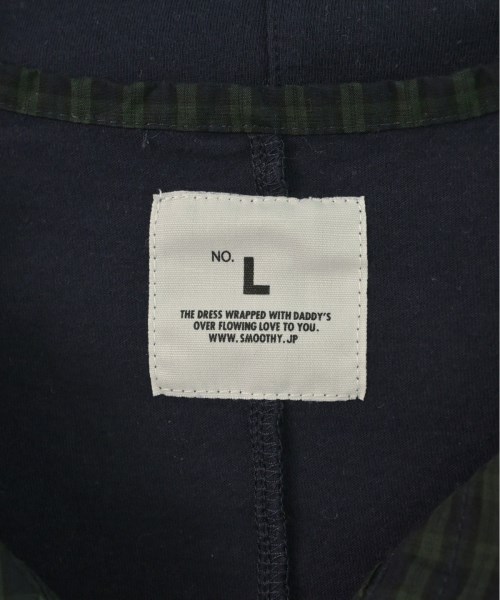 NO. L
THE DRESS WRAPPED WITH DADDY'S
OVER FLOWING LOVE TO YOU.
WWW.SMOOTHY.JP